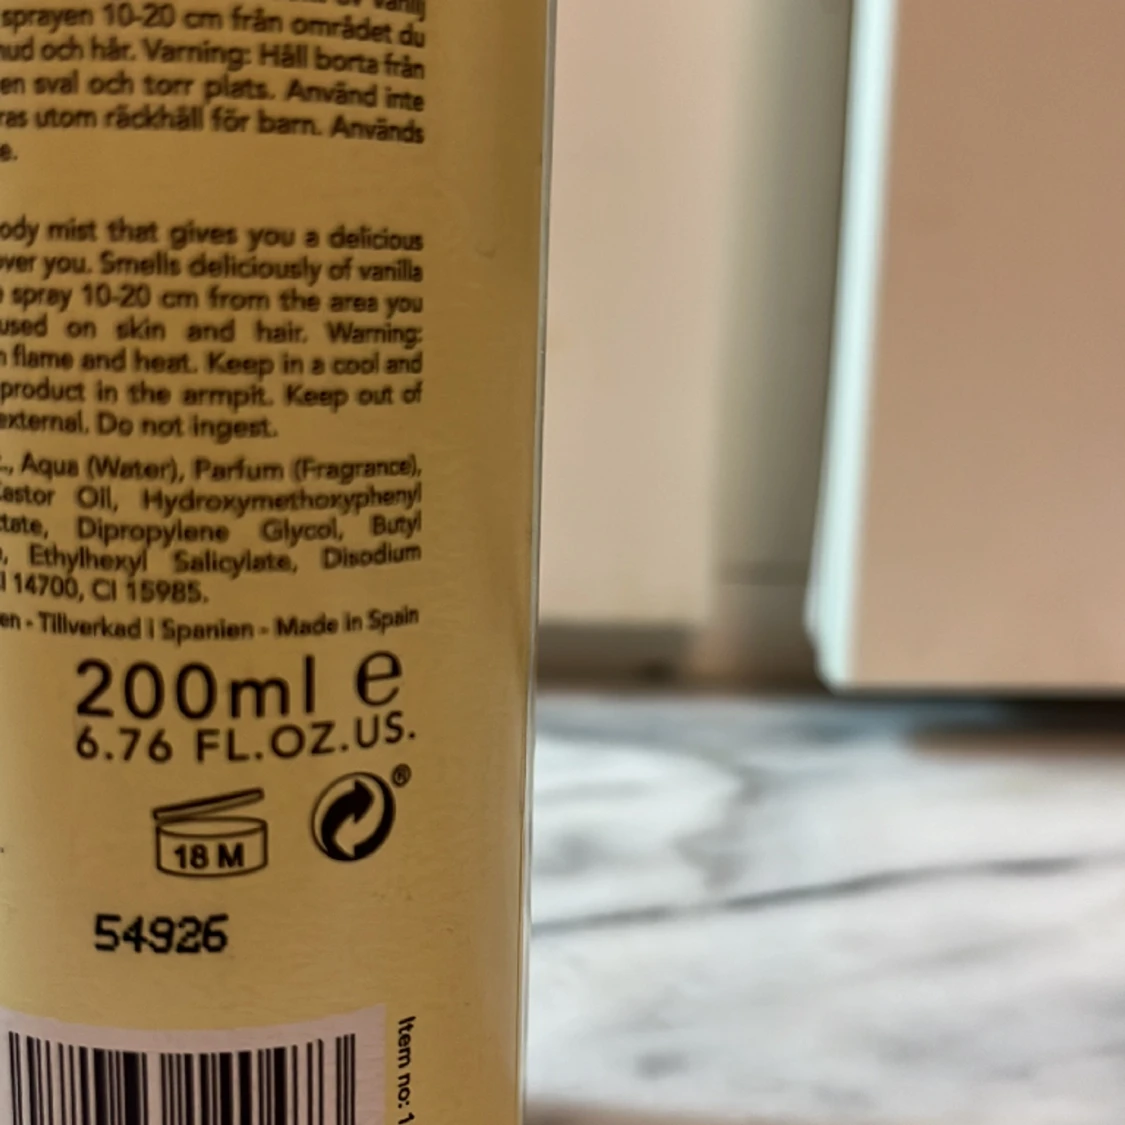 sprayen 10-20 cm från området du
och hår. Varning: Håll borta från
en sval och torr plats. Använd inte
utom räckhåll för barn. Används
e.
ody mist that gives you a delicious
ver you. Smells deliciously of vanilla
spray 10-20 cm from the area you
used on skin and hair. Warning:
flame and heat. Keep in a cool and
product in the armpit. Keep out of
external. Do not ingest.
., Aqua (Water), Parfum (Fragrance),
Castor Oil, Hydroxymethoxyphenyl
tate, Dipropylene Glycol, Butyl
, Ethylhexyl Salicylate, Disodium
CI 14700, CI 15985.
en - Tillverkad i Spanien - Made in Spain
200ml e
6.76 FL.OZ.US.
®
18 M
54926
Item no: 1